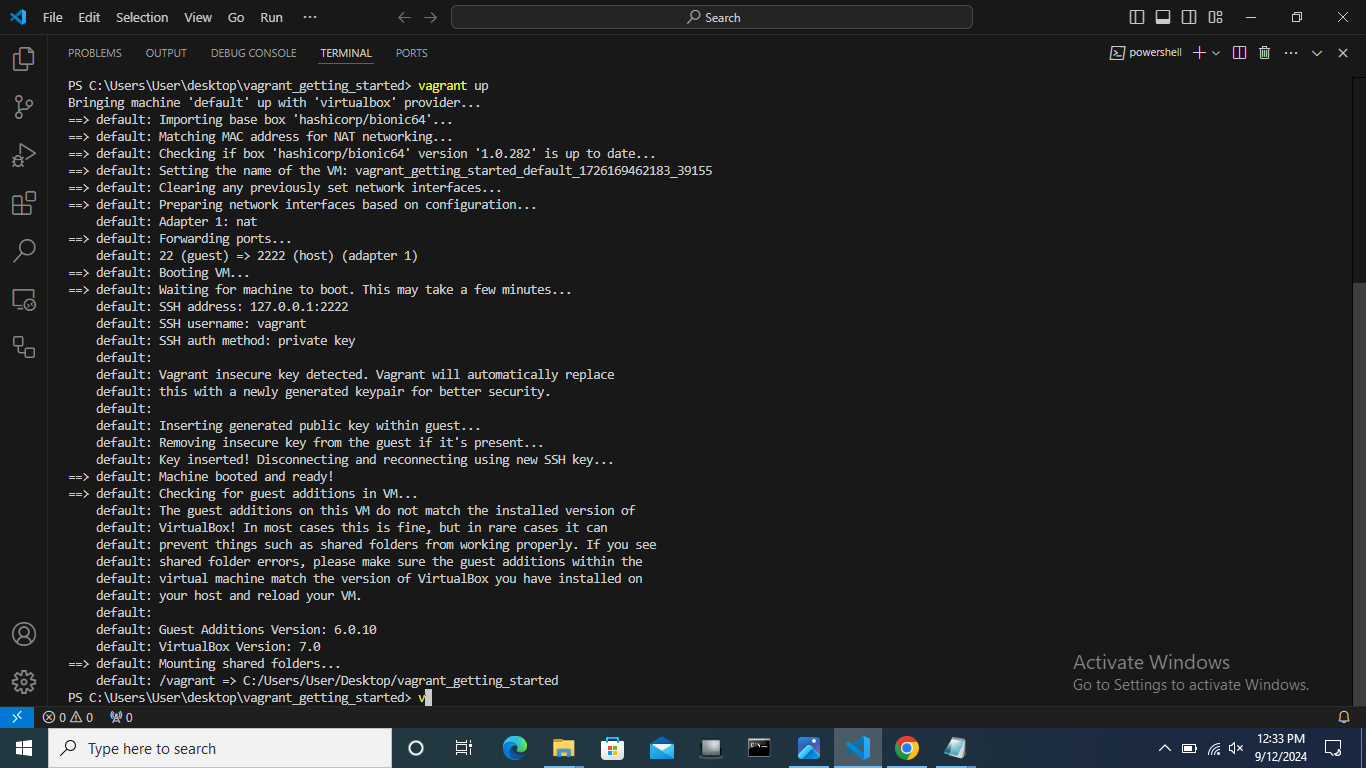 File Edit Selection View Go Run ··· Search
PROBLEMS OUTPUT DEBUG CONSOLE TERMINAL PORTS powershell
PS C:\Users\User\desktop\vagrant_getting_started> vagrant up
Bringing machine 'default' up with 'virtualbox' provider...
==> default: Importing base box 'hashicorp/bionic64'...
==> default: Matching MAC address for NAT networking...
==> default: Checking if box 'hashicorp/bionic64' version '1.0.282' is up to date...
==> default: Setting the name of the VM: vagrant_getting_started_default_1726169462183_39155
==> default: Clearing any previously set network interfaces...
==> default: Preparing network interfaces based on configuration...
    default: Adapter 1: nat
==> default: Forwarding ports...
    default: 22 (guest) => 2222 (host) (adapter 1)
==> default: Booting VM...
==> default: Waiting for machine to boot. This may take a few minutes...
    default: SSH address: 127.0.0.1:2222
    default: SSH username: vagrant
    default: SSH auth method: private key
    default:
    default: Vagrant insecure key detected. Vagrant will automatically replace
    default: this with a newly generated keypair for better security.
    default:
    default: Inserting generated public key within guest...
    default: Removing insecure key from the guest if it's present...
    default: Key inserted! Disconnecting and reconnecting using new SSH key...
==> default: Machine booted and ready!
==> default: Checking for guest additions in VM...
    default: The guest additions on this VM do not match the installed version of
    default: VirtualBox! In most cases this is fine, but in rare cases it can
    default: prevent things such as shared folders from working properly. If you see
    default: shared folder errors, please make sure the guest additions within the
    default: virtual machine match the version of VirtualBox you have installed on
    default: your host and reload your VM.
    default:
    default: Guest Additions Version: 6.0.10
    default: VirtualBox Version: 7.0
==> default: Mounting shared folders...
    default: /vagrant => C:/Users/User/Desktop/vagrant_getting_started
PS C:\Users\User\desktop\vagrant_getting_started> v
Activate Windows
Go to Settings to activate Windows.
0 0 0
Type here to search
12:33 PM
9/12/2024